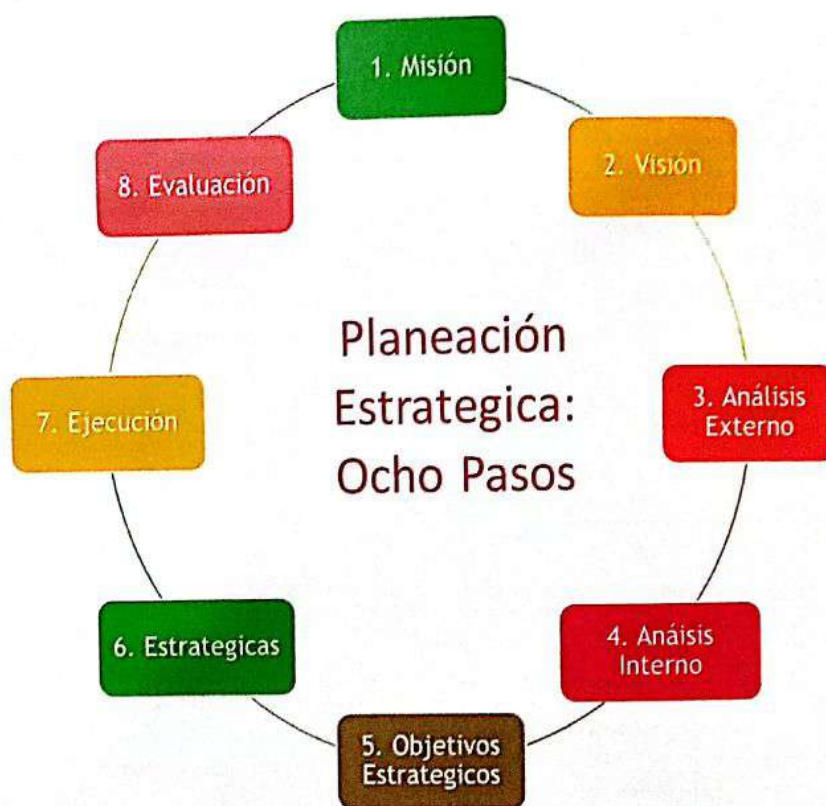 1. Misión
2. Visión
3. Análisis
Externo
4. Anáisis
Interno
5. Objetivos
Estrategicos
6. Estrategicas
7. Ejecución
8. Evaluación
Planeación
Estrategica:
Ocho Pasos